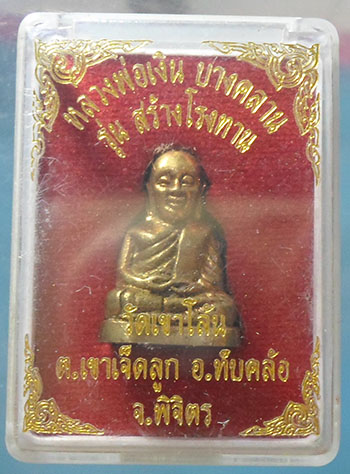 หลวงพ่อเงิน บางคลาน
รุ่น สร้างโรงทาน
วัดเขาโล้น
ต.เขาเจ็ดลูก อ.ทับคล้อ
จ.พิจิตร